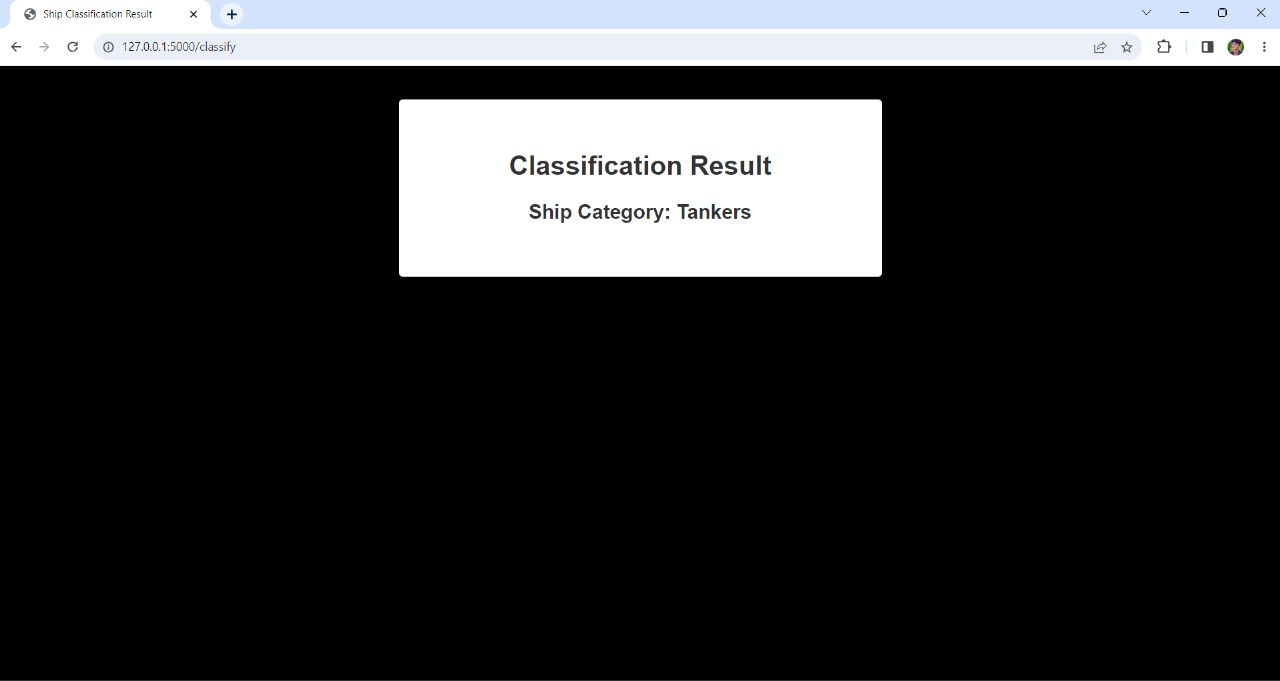 Ship Classification Result
127.0.0.1:5000/classify
Classification Result
Ship Category: Tankers